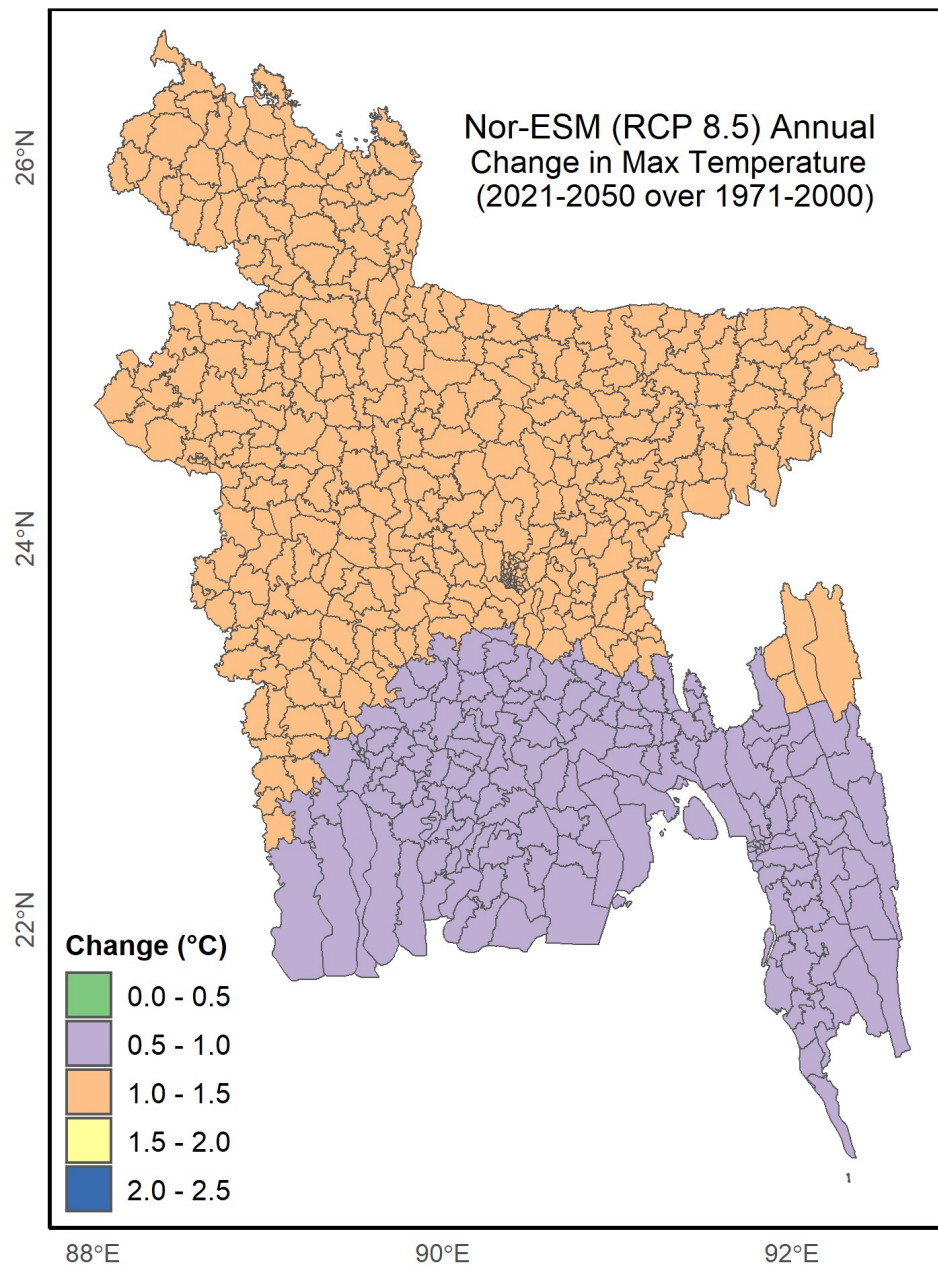 Nor-ESM (RCP 8.5) Annual
Change in Max Temperature
(2021-2050 over 1971-2000)
26°N
24°N
22°N
Change (°C)
0.0 - 0.5
0.5 - 1.0
1.0 - 1.5
1.5 - 2.0
2.0 - 2.5
88°E
90°E
92°E